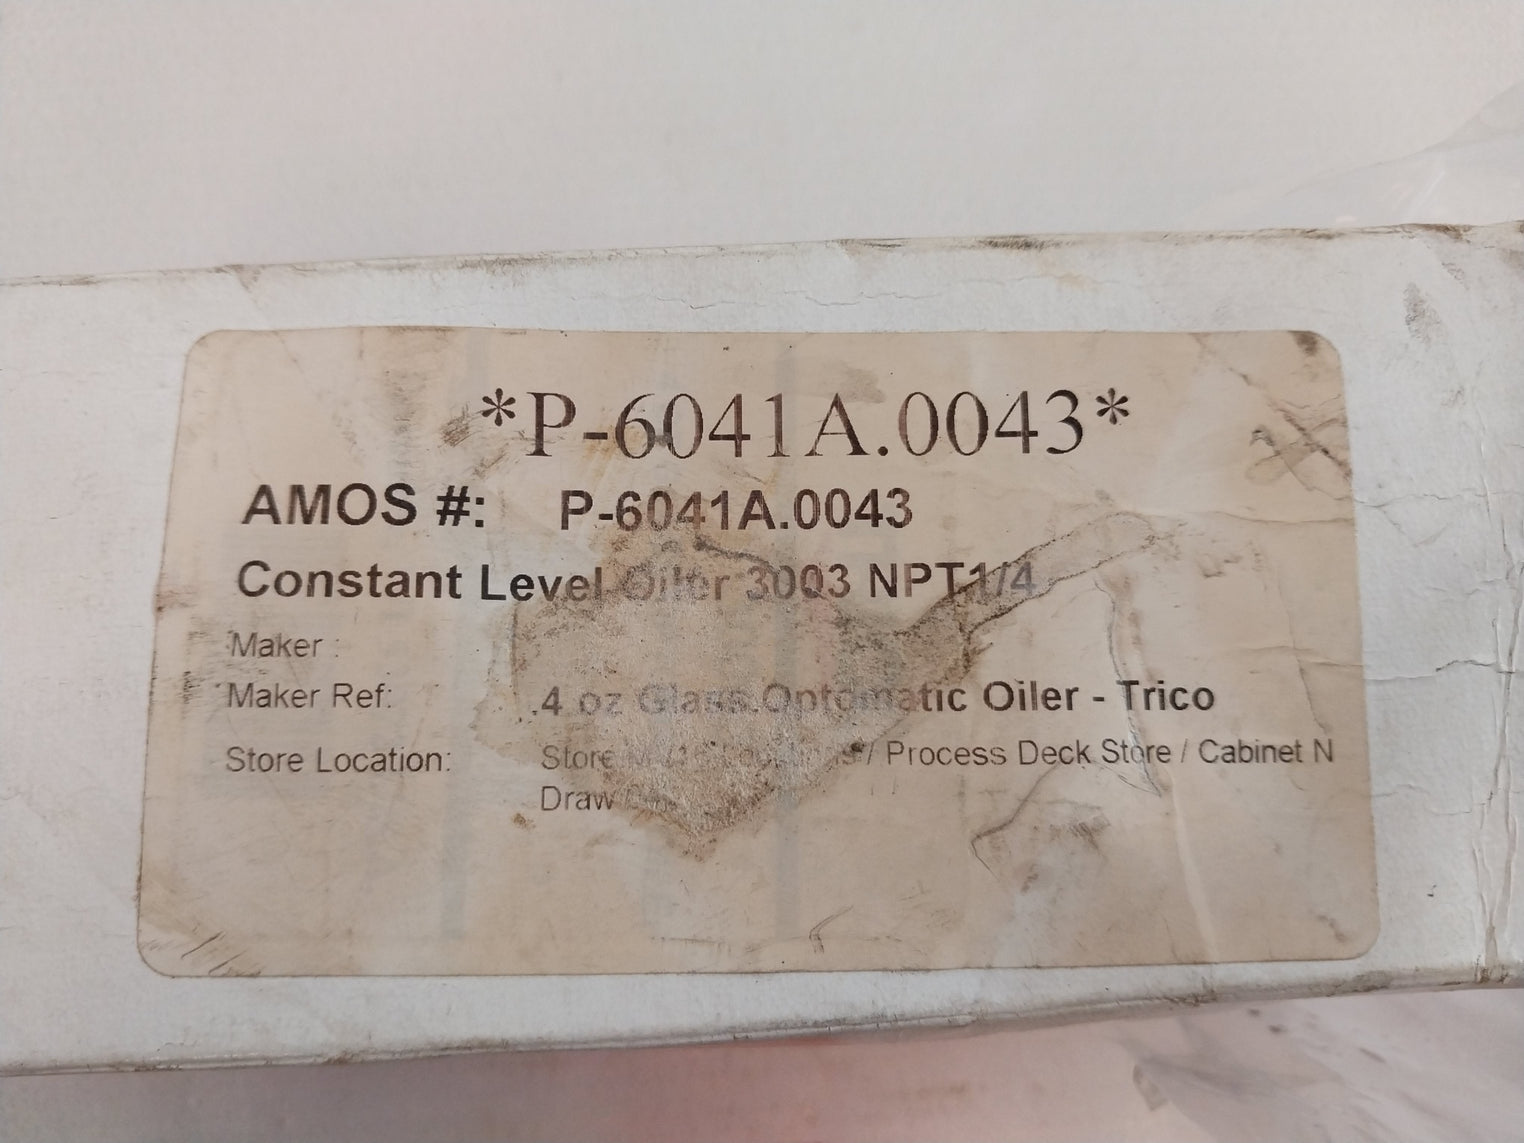 *P-6041A.0043*
AMOS #: P-6041A.0043
Constant Level Oiler 3003 NPT1/4
Maker :
Maker Ref: 4 oz Glass Optomatic Oiler - Trico
Store Location: Store / Process Deck Store / Cabinet N
Draw